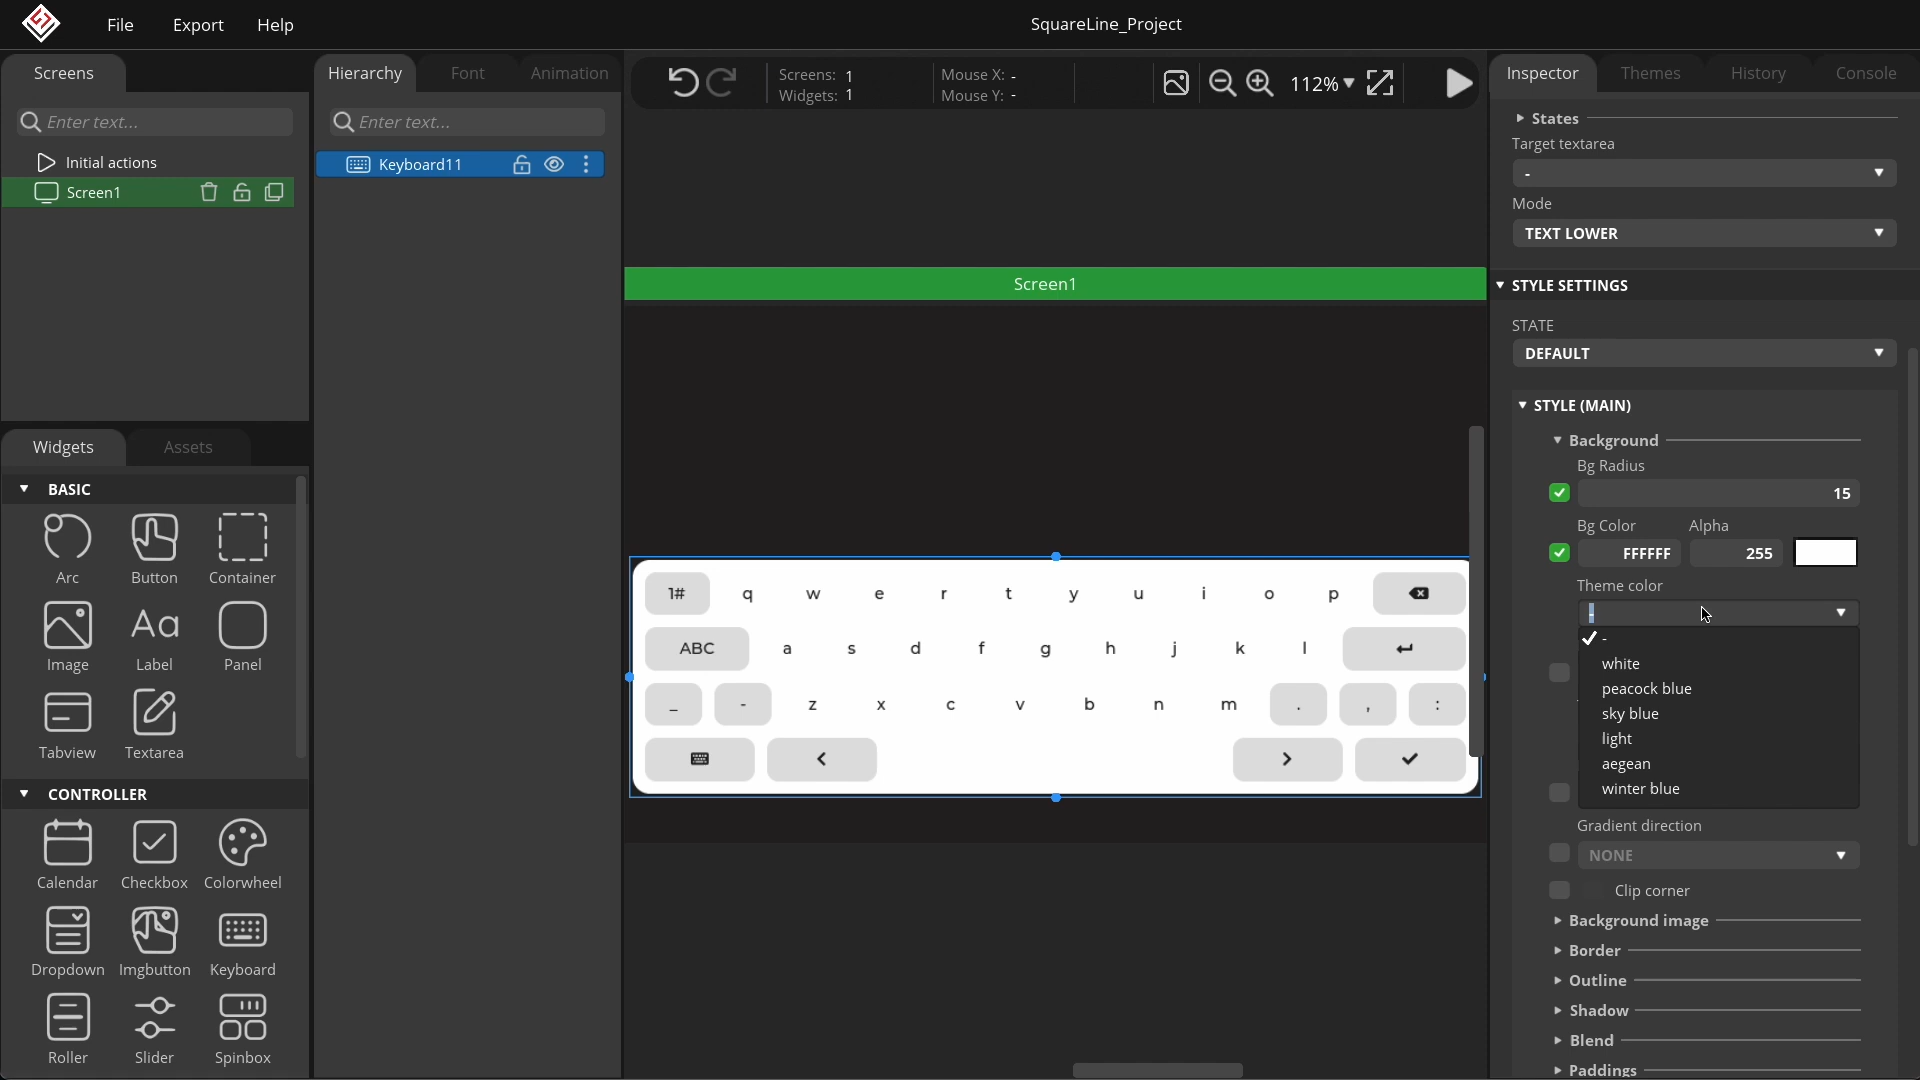 File Export Help SquareLine_Project
Screens
Enter text...
Initial actions
Screen1
Widgets Assets
BASIC
Arc Button Container
Image Label Panel
Tabview Textarea
CONTROLLER
Calendar Checkbox Colorwheel
Dropdown Imgbutton Keyboard
Roller Slider Spinbox
Hierarchy Font Animation
Enter text...
Keyboard11
Screens: 1 Mouse X: - 112%
Widgets: 1 Mouse Y: -
Screen1
1# q w e r t y u i o p
ABC a s d f g h j k l
_ - z x c v b n m . , :
Inspector Themes History Console
States
Target textarea
-
Mode
TEXT LOWER
STYLE SETTINGS
STATE
DEFAULT
STYLE (MAIN)
Background
Bg Radius
15
Bg Color Alpha
FFFFFF 255
Theme color
-
-
white
peacock blue
sky blue
light
aegean
winter blue
Gradient direction
NONE
Clip corner
Background image
Border
Outline
Shadow
Blend
Paddings